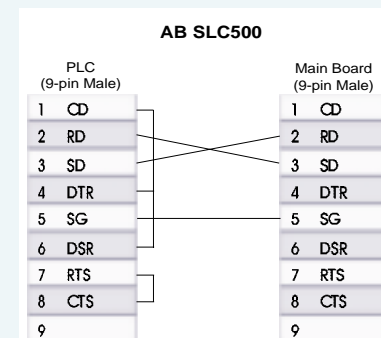 AB SLC500
PLC
(9-pin Male)
Main Board
(9-pin Male)
1 CD
1 CD
2 RD
2 RD
3 SD
3 SD
4 DTR
4 DTR
5 SG
5 SG
6 DSR
6 DSR
7 RTS
7 RTS
8 CTS
8 CTS
9
9